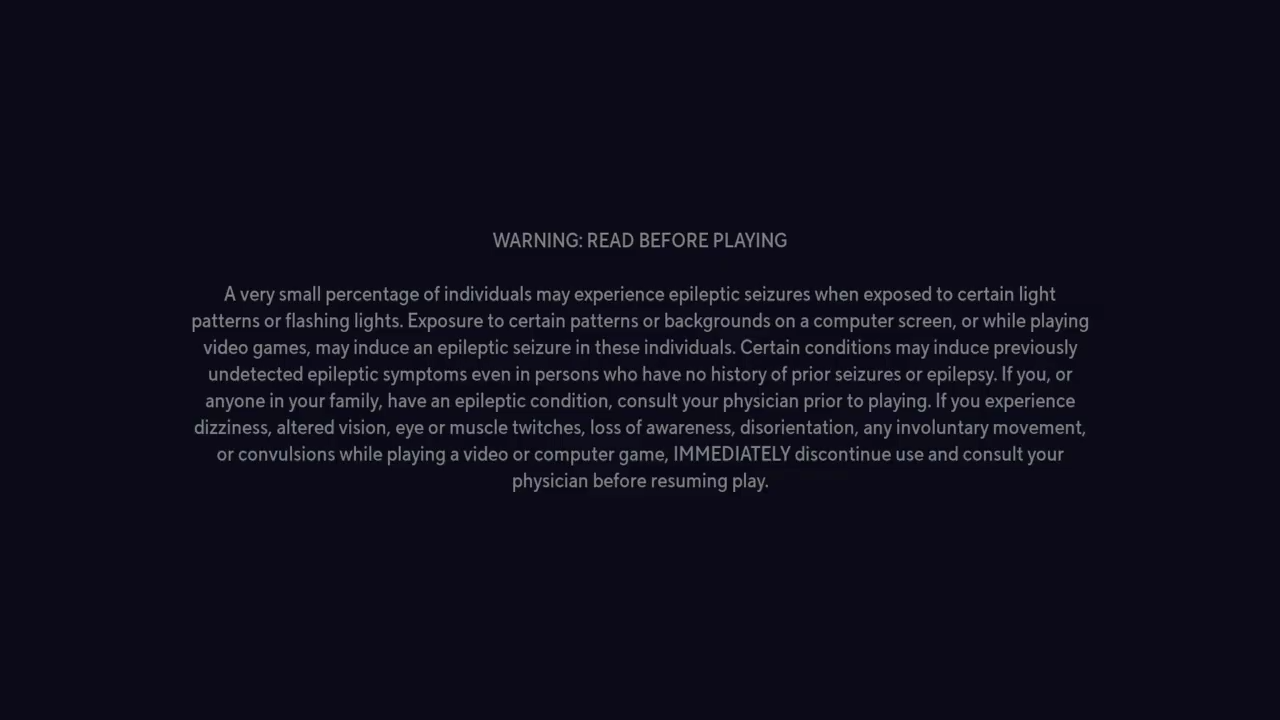 WARNING: READ BEFORE PLAYING
A very small percentage of individuals may experience epileptic seizures when exposed to certain light
patterns or flashing lights. Exposure to certain patterns or backgrounds on a computer screen, or while playing
video games, may induce an epileptic seizure in these individuals. Certain conditions may induce previously
undetected epileptic symptoms even in persons who have no history of prior seizures or epilepsy. If you, or
anyone in your family, have an epileptic condition, consult your physician prior to playing. If you experience
dizziness, altered vision, eye or muscle twitches, loss of awareness, disorientation, any involuntary movement,
or convulsions while playing a video or computer game, IMMEDIATELY discontinue use and consult your
physician before resuming play.